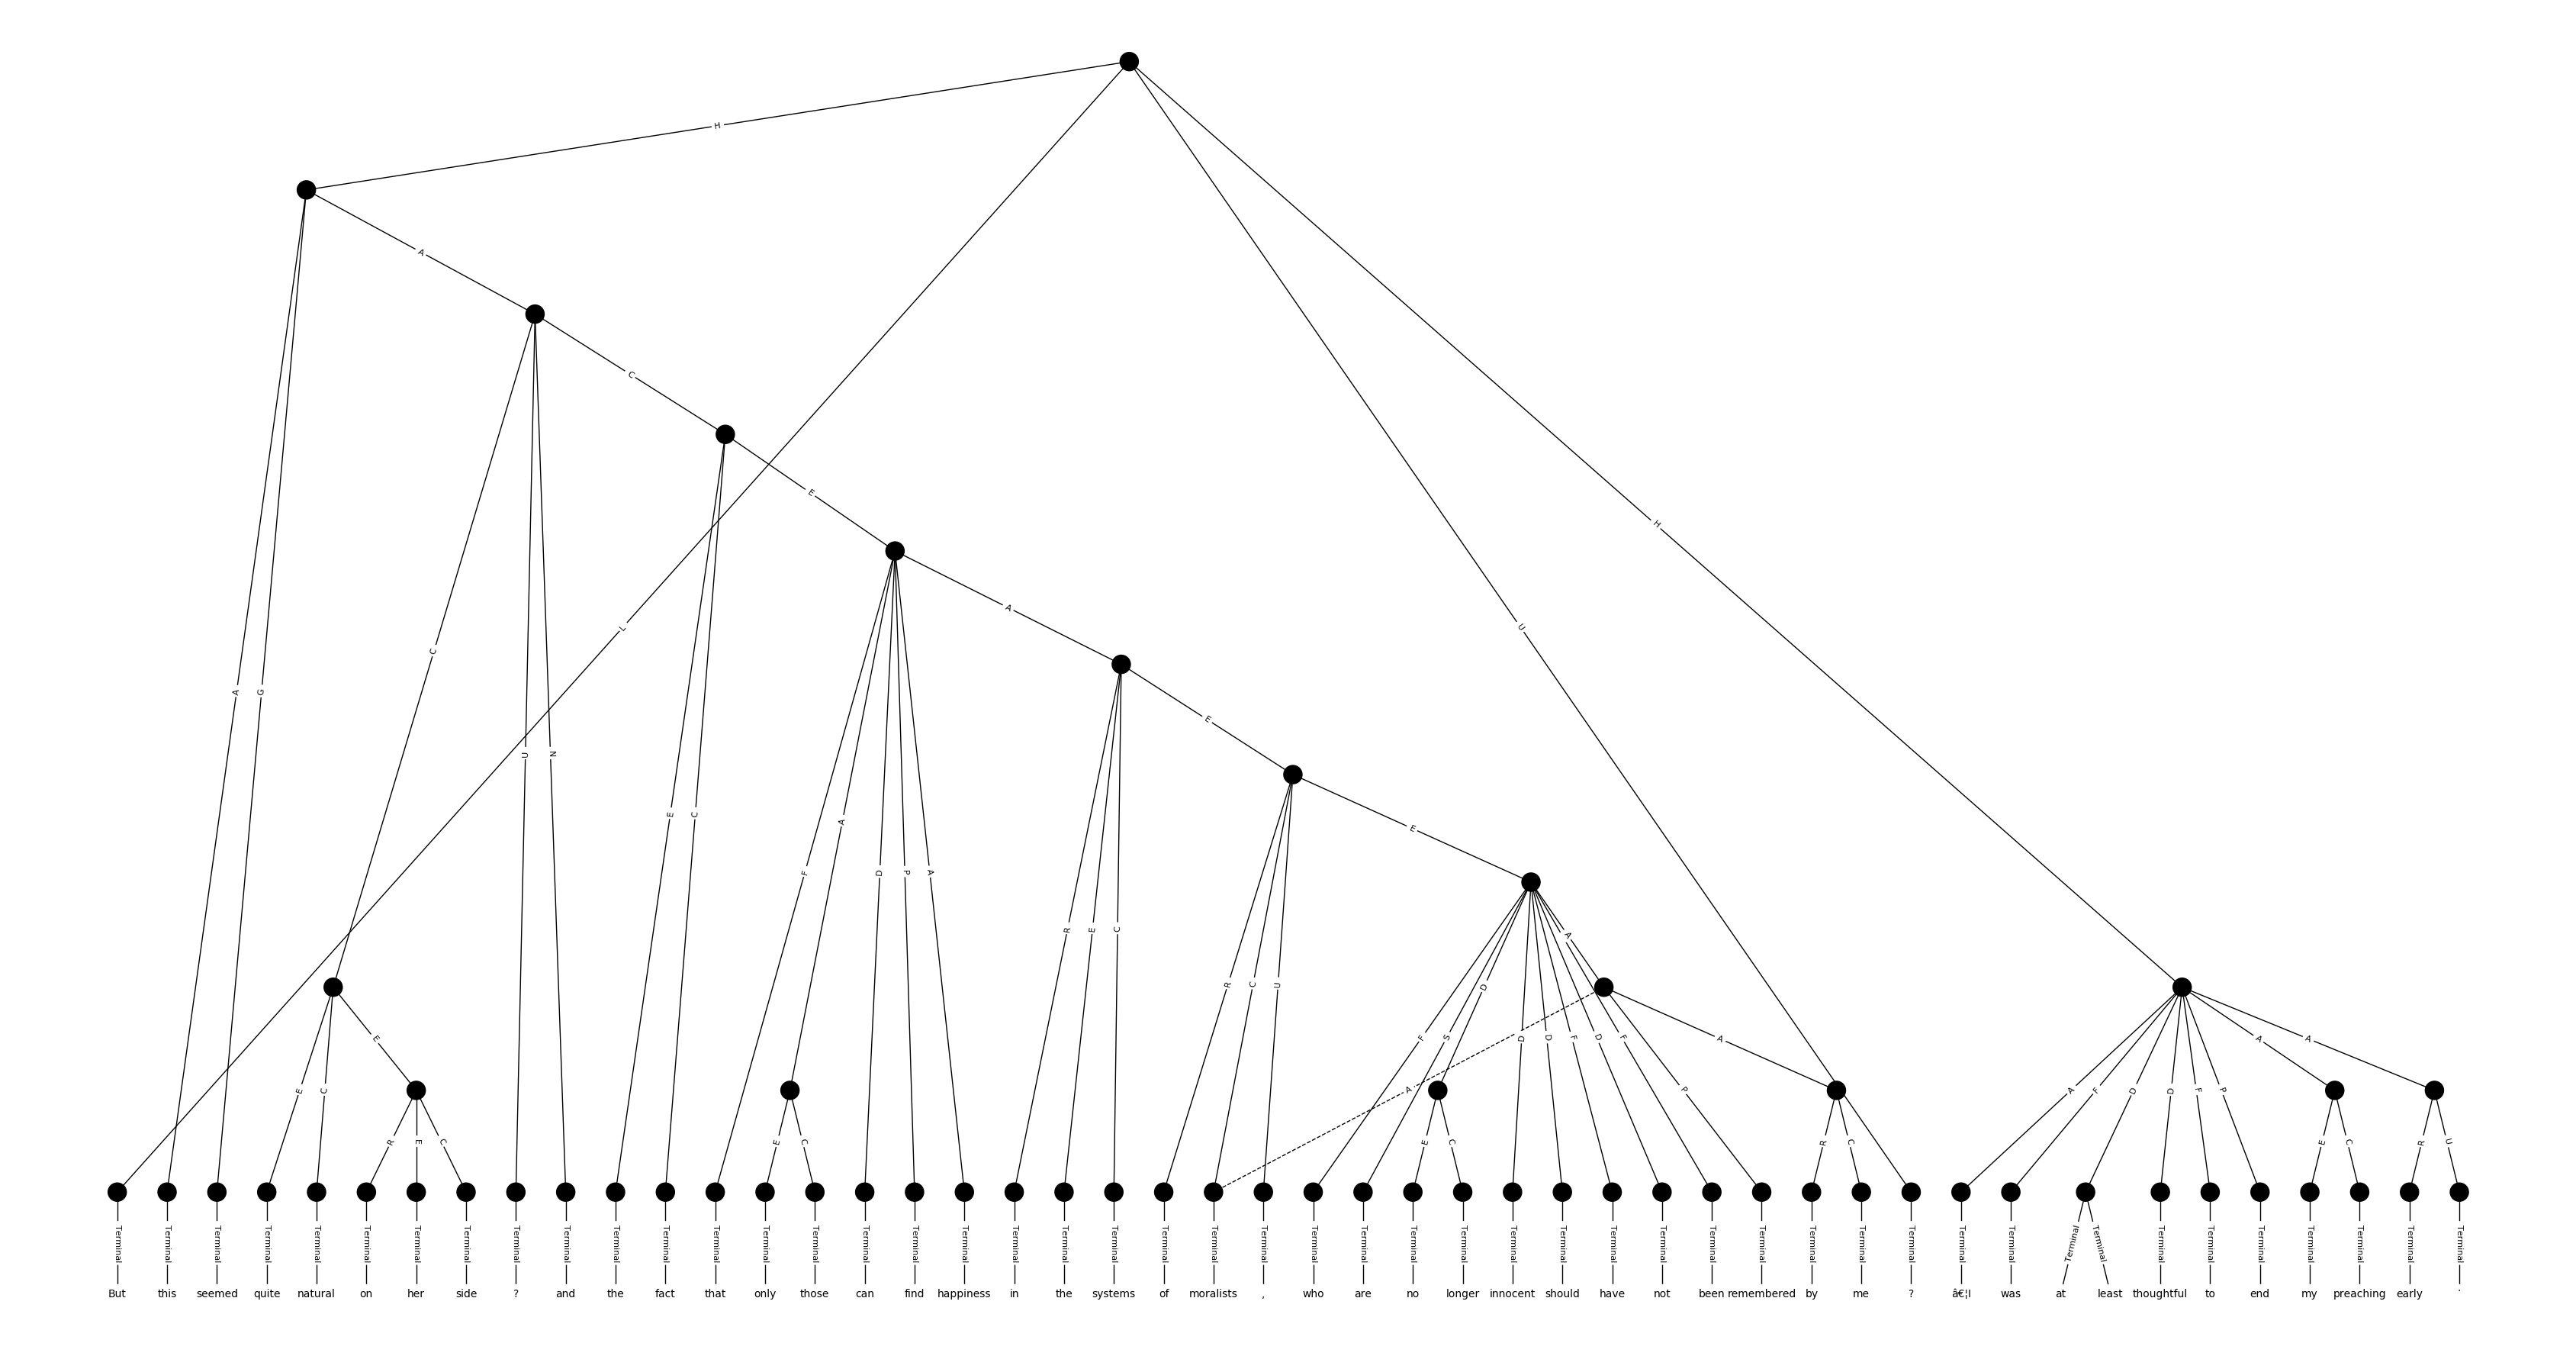 H
A
C
E
A
H
E
L
U
C
A
G
U
N
E
C
E
A
F
D
P
A
R
E
C
A
R
C
U
D
F
S
D
D
F
D
F
A
A
A
E
E
C
A
P
A
F
D
D
F
P
R
E
C
E
C
E
C
R
C
E
C
R
U
Terminal Terminal Terminal Terminal Terminal Terminal Terminal Terminal Terminal Terminal Terminal Terminal Terminal Terminal Terminal Terminal Terminal Terminal Terminal Terminal Terminal Terminal Terminal Terminal Terminal Terminal Terminal Terminal Terminal Terminal Terminal Terminal Terminal Terminal Terminal Terminal Terminal Terminal Terminal Terminal Terminal Terminal Terminal Terminal Terminal Terminal Terminal Terminal
But this seemed quite natural on her side ? and the fact that only those can find happiness in the systems of moralists , who are no longer innocent should have not been remembered by me ? â€¦I was at least thoughtful to end my preaching early .